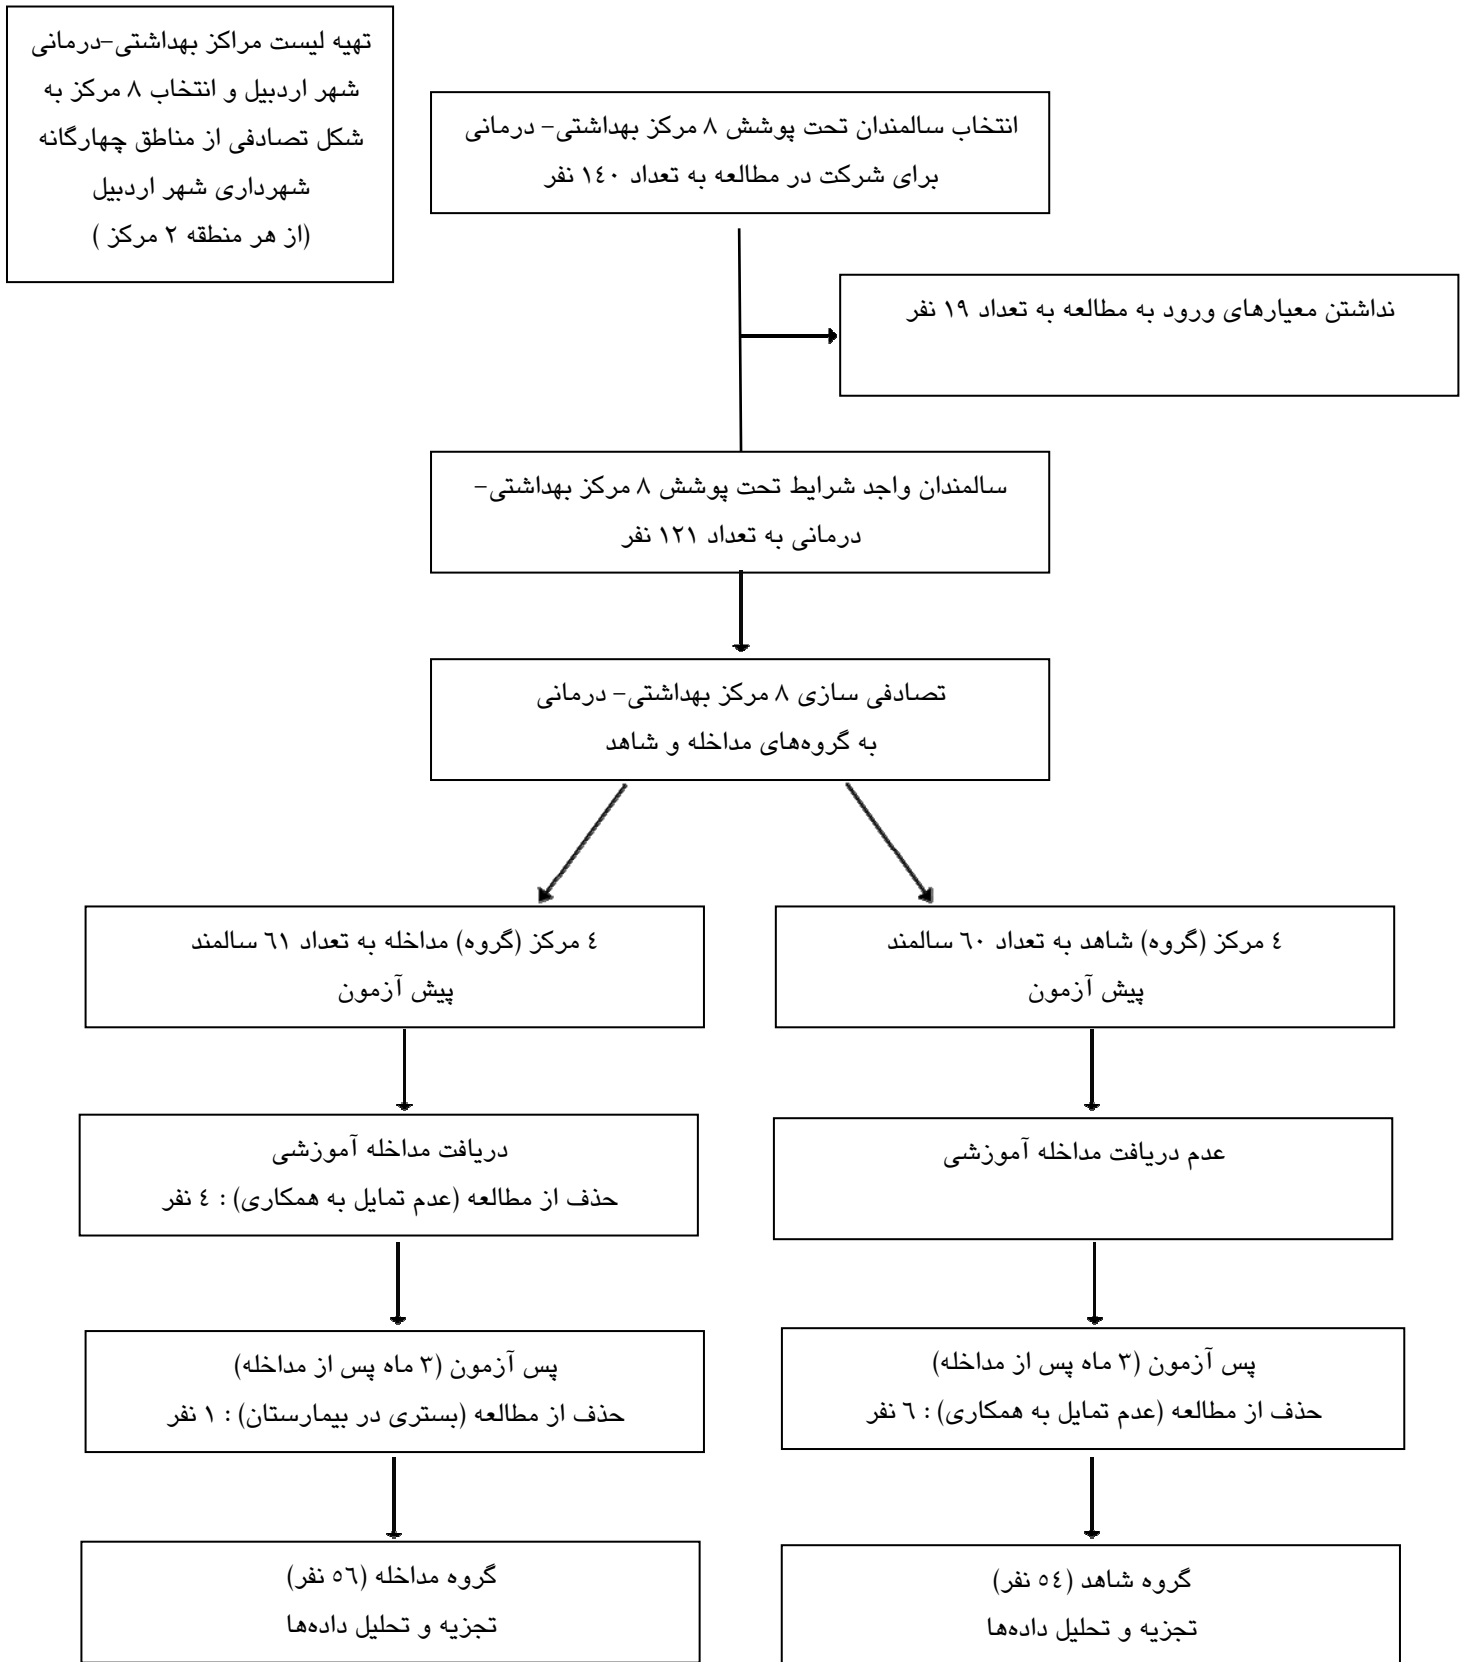 تهیه لیست مراکز بهداشتی-درمانی
شهر اردبیل و انتخاب ۸ مرکز به
شکل تصادفی از مناطق چهارگانه
شهرداری شهر اردبیل
(از هر منطقه ۲ مرکز )
انتخاب سالمندان تحت پوشش ۸ مرکز بهداشتی- درمانی
برای شرکت در مطالعه به تعداد ۱٤۰ نفر
نداشتن معیارهای ورود به مطالعه به تعداد ۱۹ نفر
سالمندان واجد شرایط تحت پوشش ۸ مرکز بهداشتی-
درمانی به تعداد ۱۲۱ نفر
تصادفی سازی ۸ مرکز بهداشتی- درمانی
به گروه‌های مداخله و شاهد
٤ مرکز (گروه) شاهد به تعداد ٦۰ سالمند
پیش آزمون
٤ مرکز (گروه) مداخله به تعداد ٦۱ سالمند
پیش آزمون
عدم دریافت مداخله آموزشی
دریافت مداخله آموزشی
حذف از مطالعه (عدم تمایل به همکاری) : ٤ نفر
پس آزمون (۳ ماه پس از مداخله)
حذف از مطالعه (عدم تمایل به همکاری) : ٦ نفر
پس آزمون (۳ ماه پس از مداخله)
حذف از مطالعه (بستری در بیمارستان) : ۱ نفر
گروه شاهد (٥٤ نفر)
تجزیه و تحلیل داده‌ها
گروه مداخله (٥٦ نفر)
تجزیه و تحلیل داده‌ها